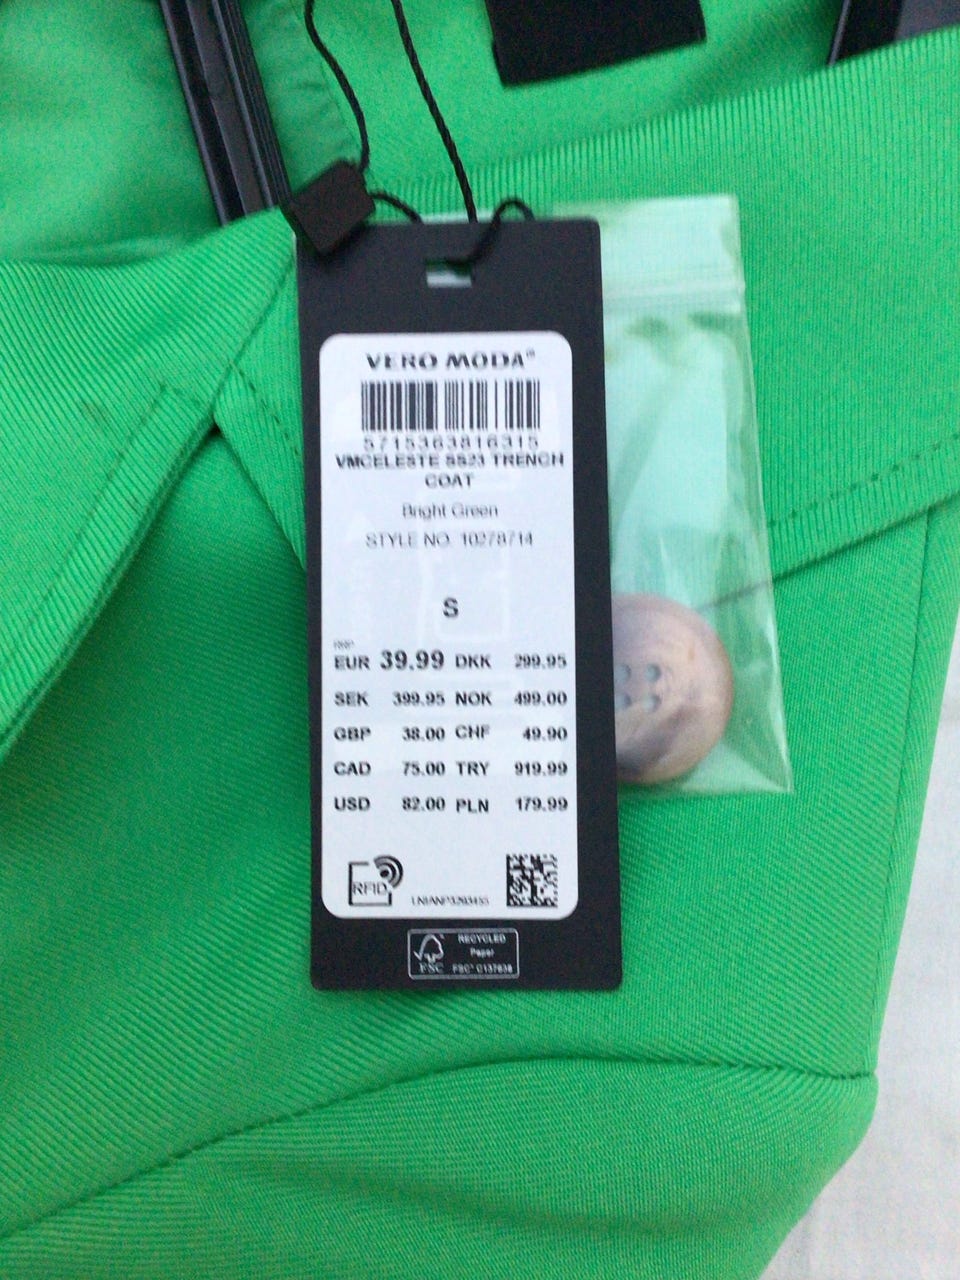 VERO MODA®
5715363816315
VMCELESTE SS23 TRENCH
COAT
Bright Green
STYLE NO. 10278714
S
RRP
EUR 39.99 DKK 299.95
SEK 399.95 NOK 499.00
GBP 38.00 CHF 49.90
CAD 75.00 TRY 919.99
USD 82.00 PLN 179.99
RFID
FSC
RECYCLED
Paper